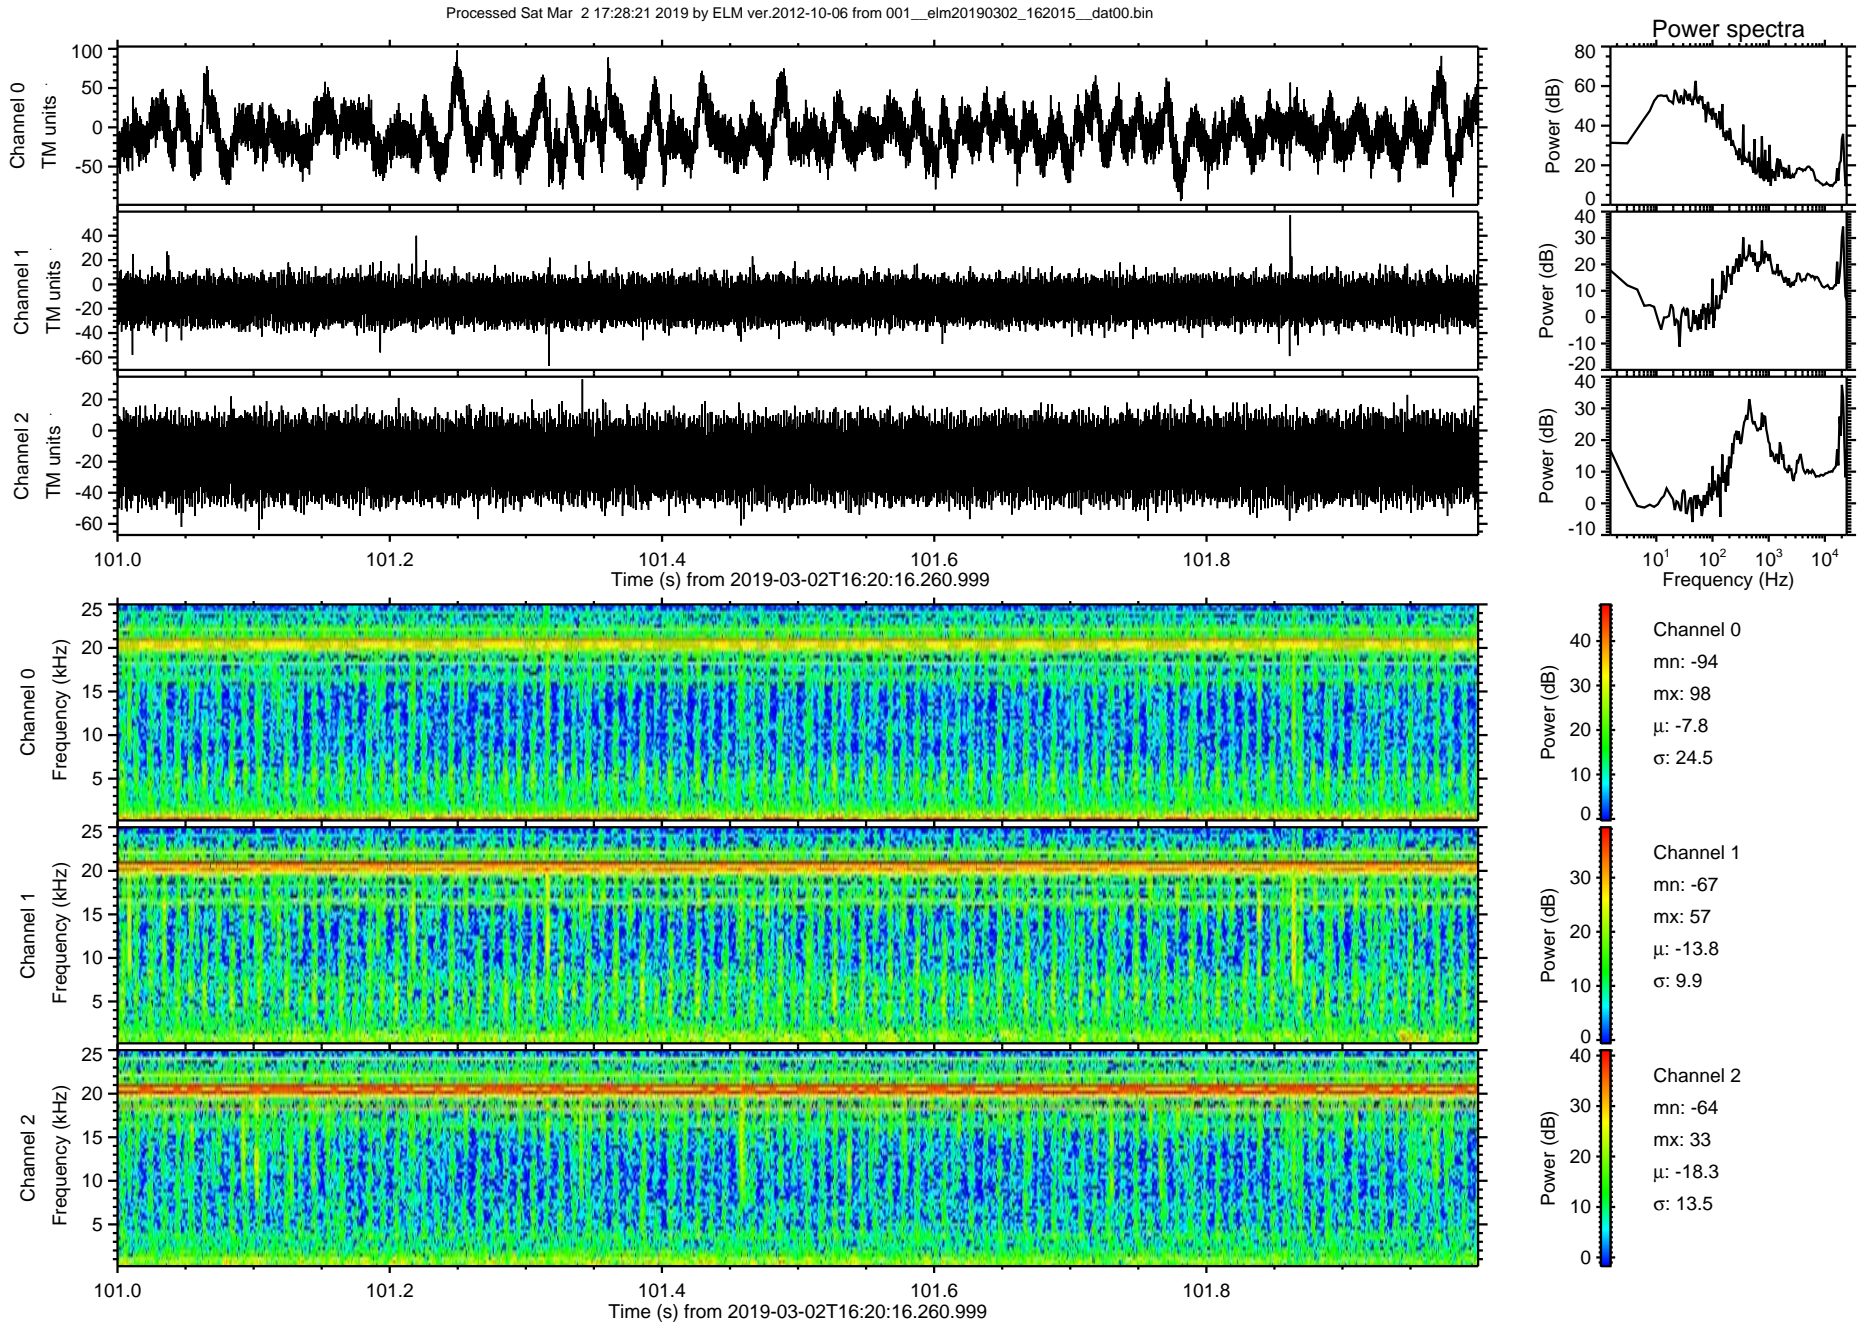 Processed Sat Mar  2 17:28:21 2019 by ELM ver.2012-10-06 from 001__elm20190302_162015__dat00.bin
Power spectra
Channel 0
TM units
100
50
0
-50
Power (dB)
80
60
40
20
0
Channel 1
TM units
40
20
0
-20
-40
-60
Power (dB)
40
30
20
10
0
-10
-20
Channel 2
TM units
20
0
-20
-40
-60
Power (dB)
40
30
20
10
0
-10
101.0 101.2 101.4 101.6 101.8
Time (s) from 2019-03-02T16:20:16.260.999
10¹ 10² 10³ 10⁴
Frequency (Hz)
Channel 0
Frequency (kHz)
25
20
15
10
5
Power (dB)
40
30
20
10
0
Channel 0
mn: -94
mx: 98
μ: -7.8
σ: 24.5
Channel 1
Frequency (kHz)
25
20
15
10
5
Power (dB)
30
20
10
0
Channel 1
mn: -67
mx: 57
μ: -13.8
σ: 9.9
Channel 2
Frequency (kHz)
25
20
15
10
5
Power (dB)
40
30
20
10
0
Channel 2
mn: -64
mx: 33
μ: -18.3
σ: 13.5
101.0 101.2 101.4 101.6 101.8
Time (s) from 2019-03-02T16:20:16.260.999